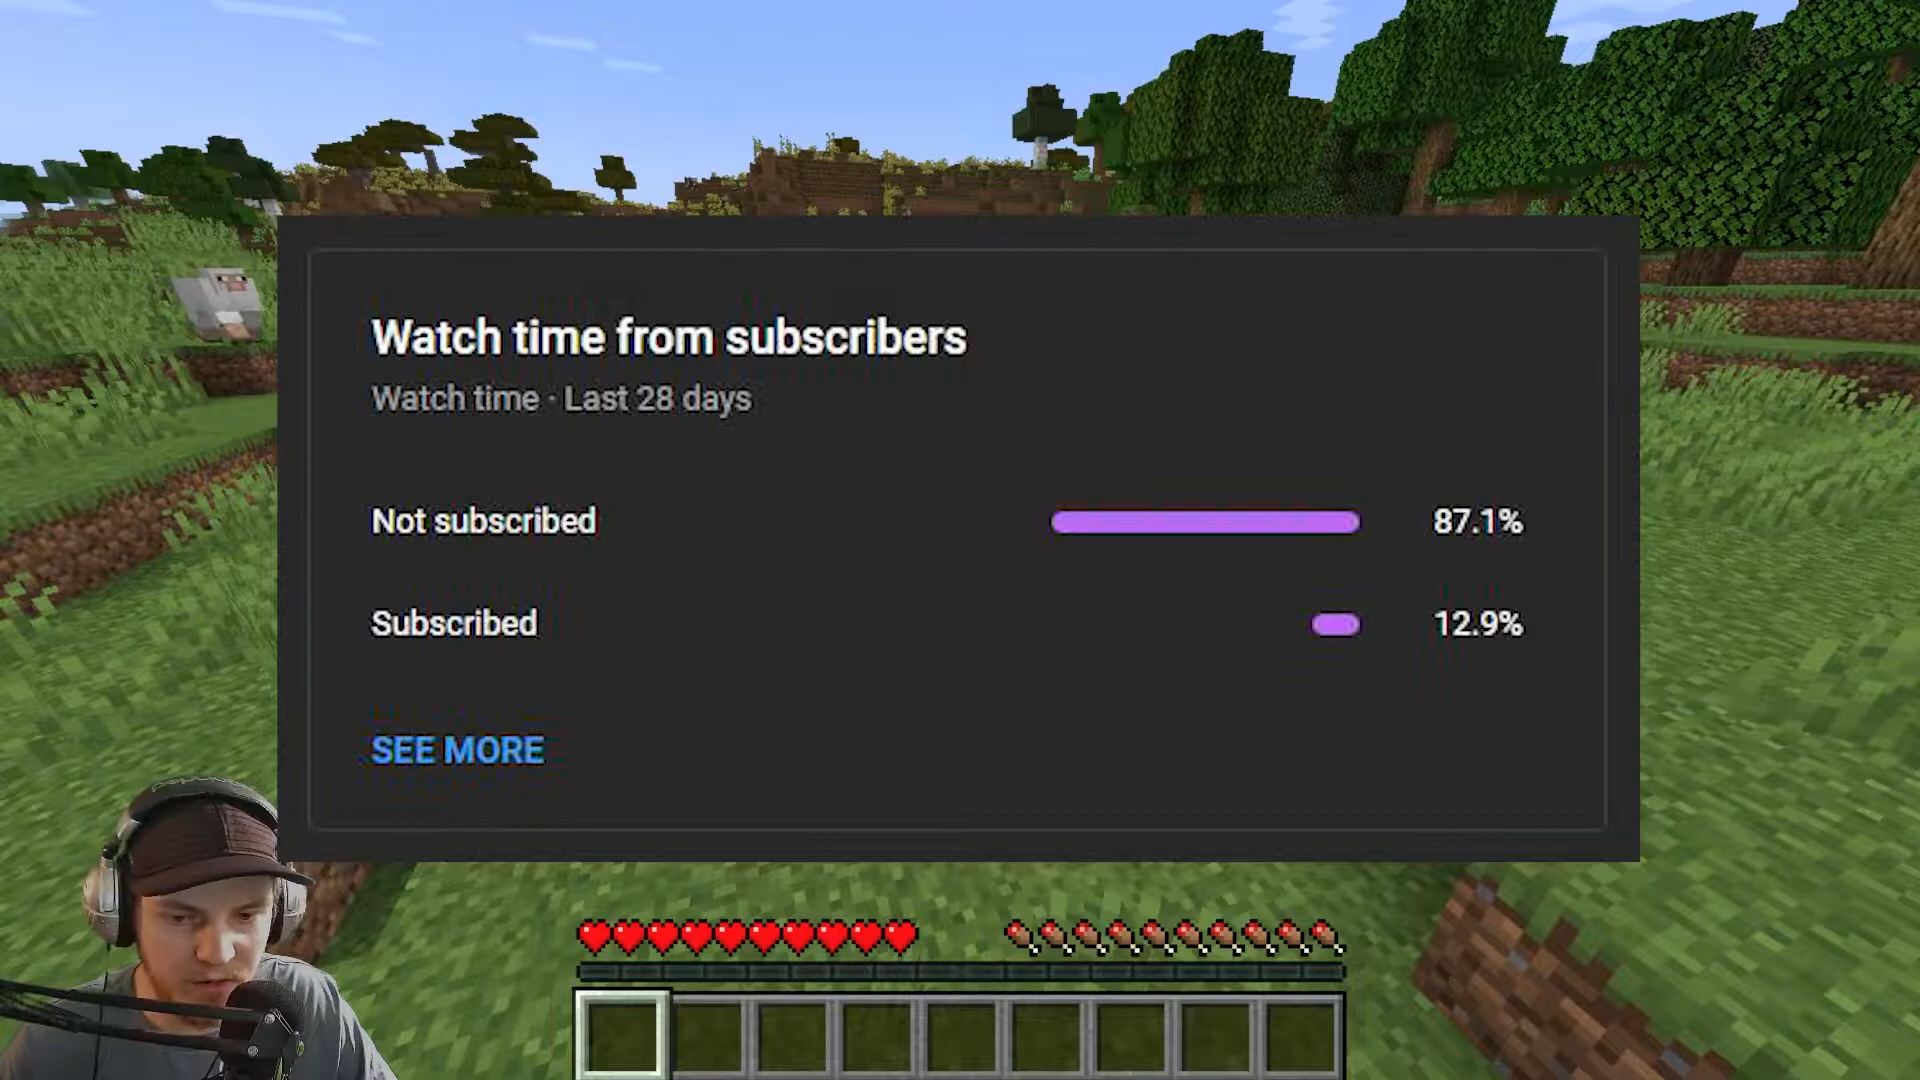 Watch time from subscribers
Watch time · Last 28 days
Not subscribed 87.1%
Subscribed 12.9%
SEE MORE